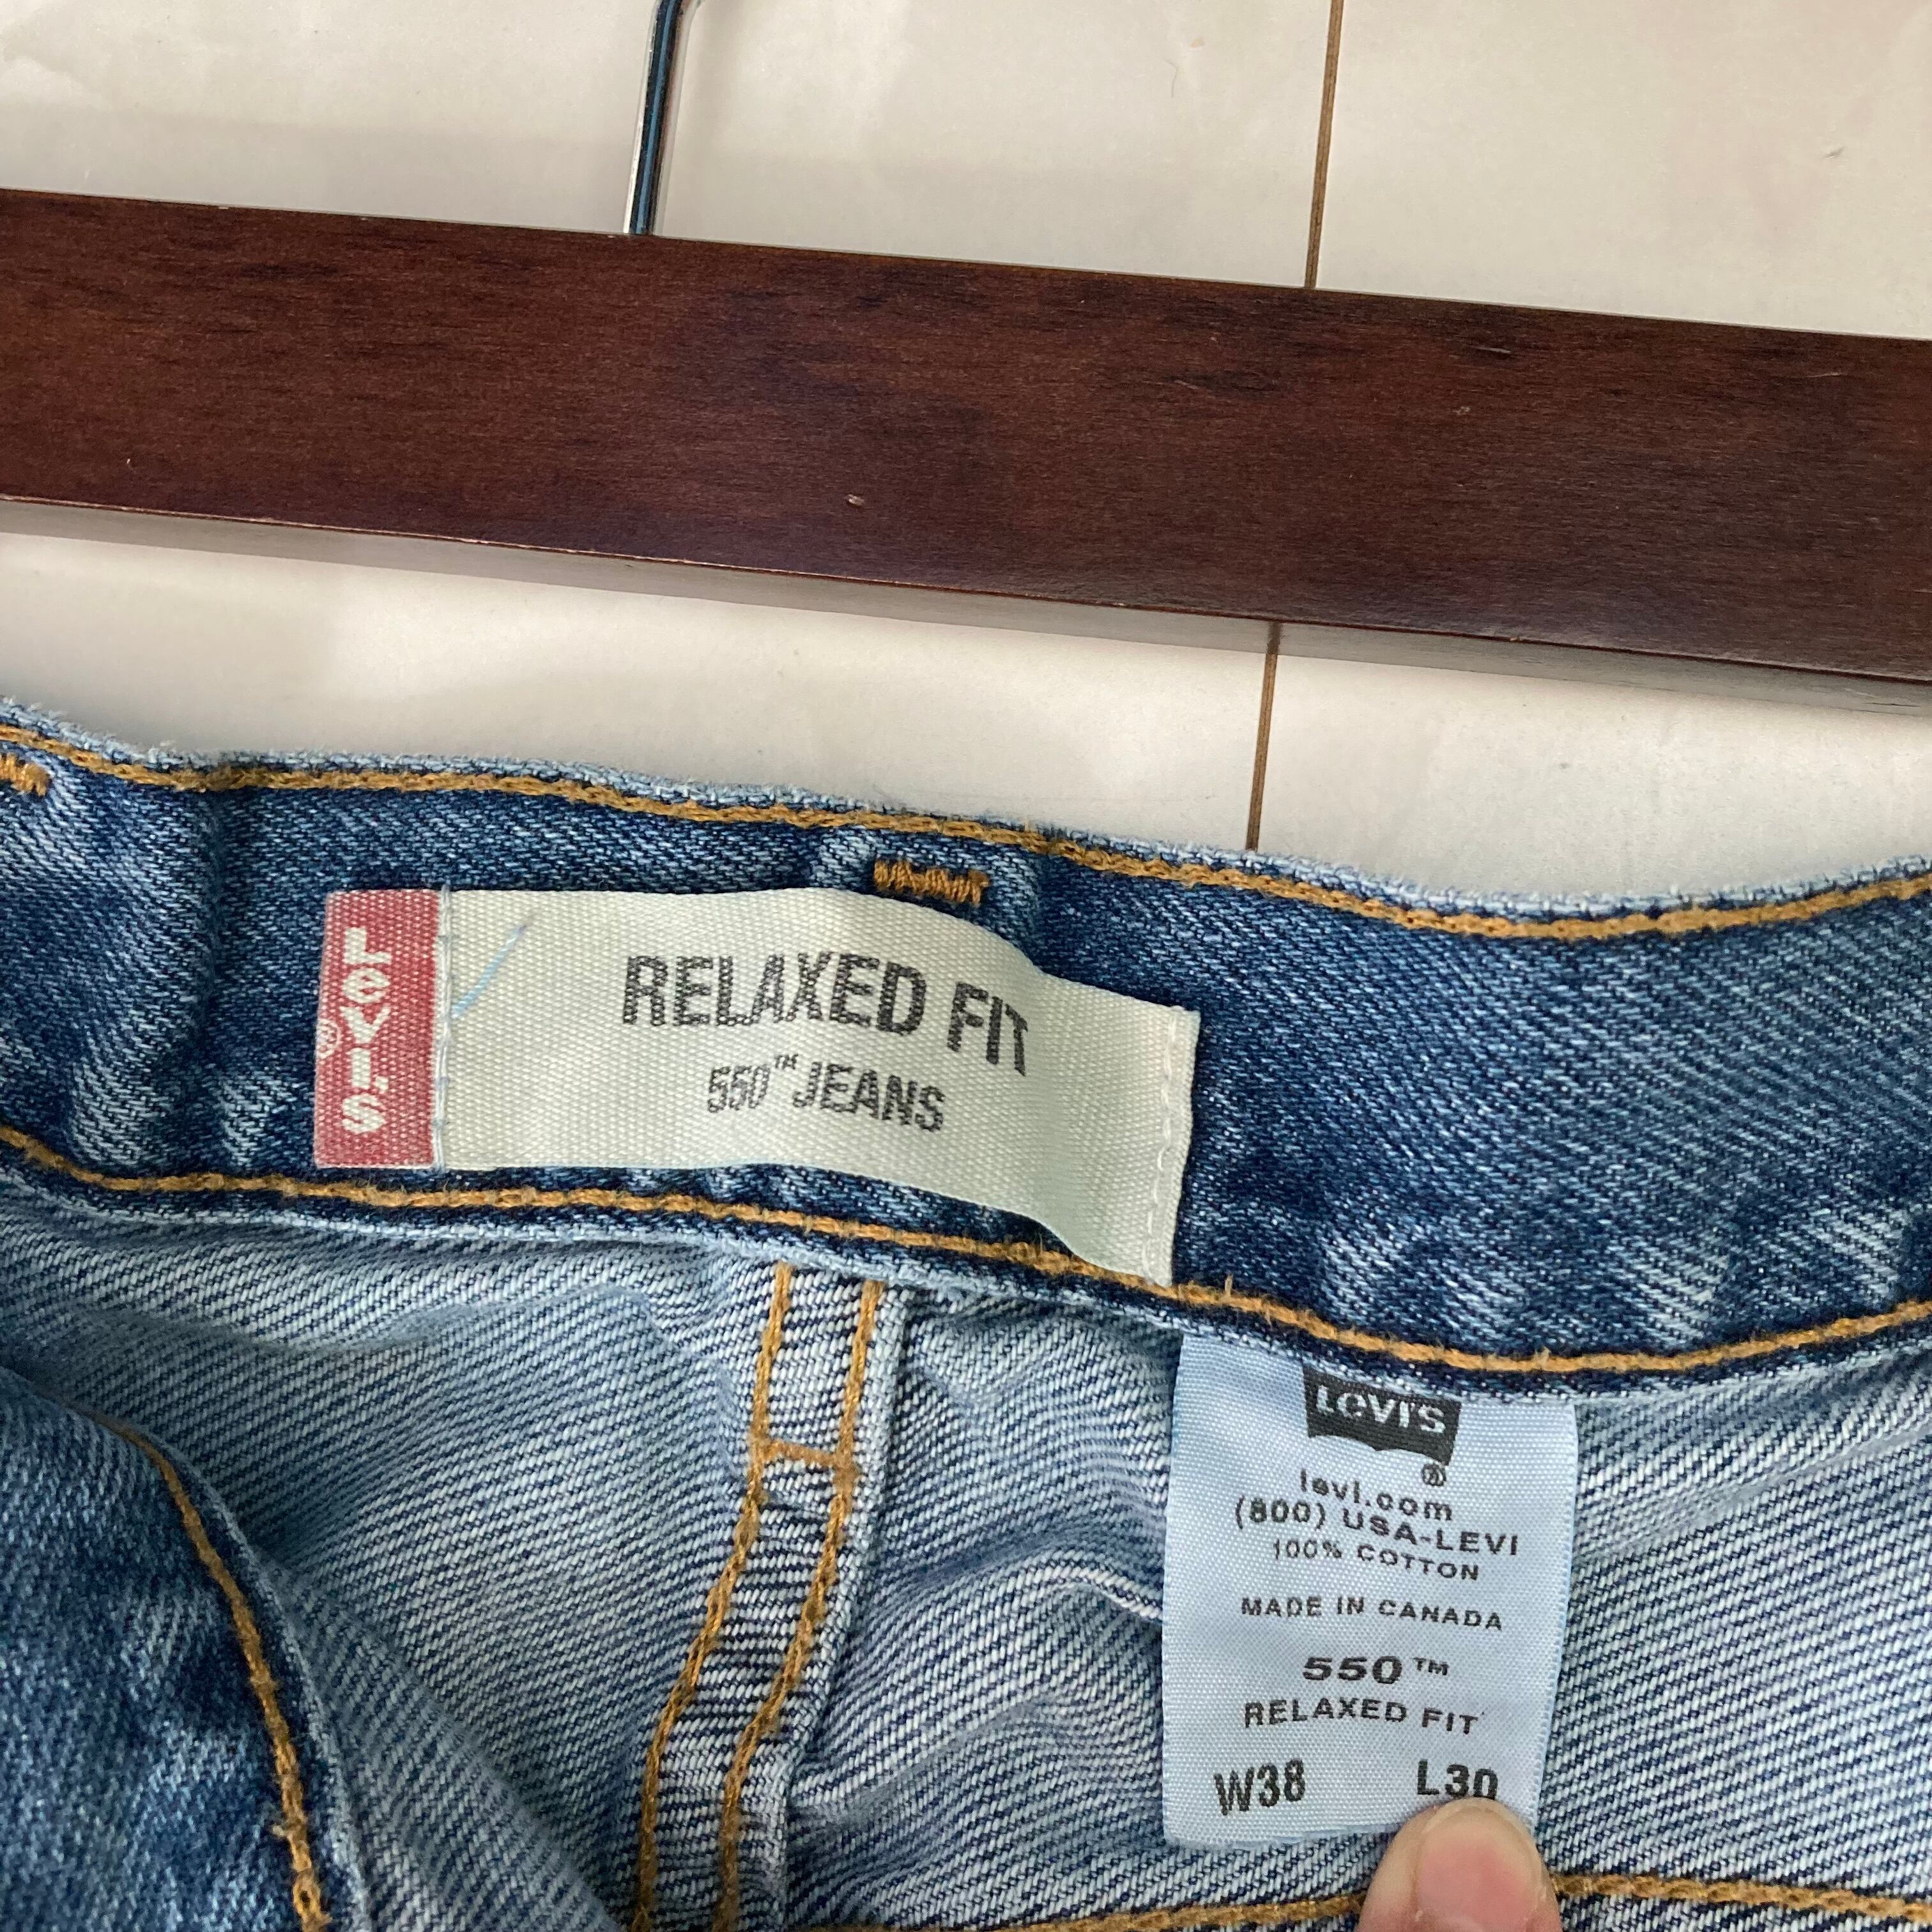 Levi's®
RELAXED FIT
550™ JEANS
LEVI'S®
levi.com
(800) USA-LEVI
100% COTTON
MADE IN CANADA
550™
RELAXED FIT
W38 L30